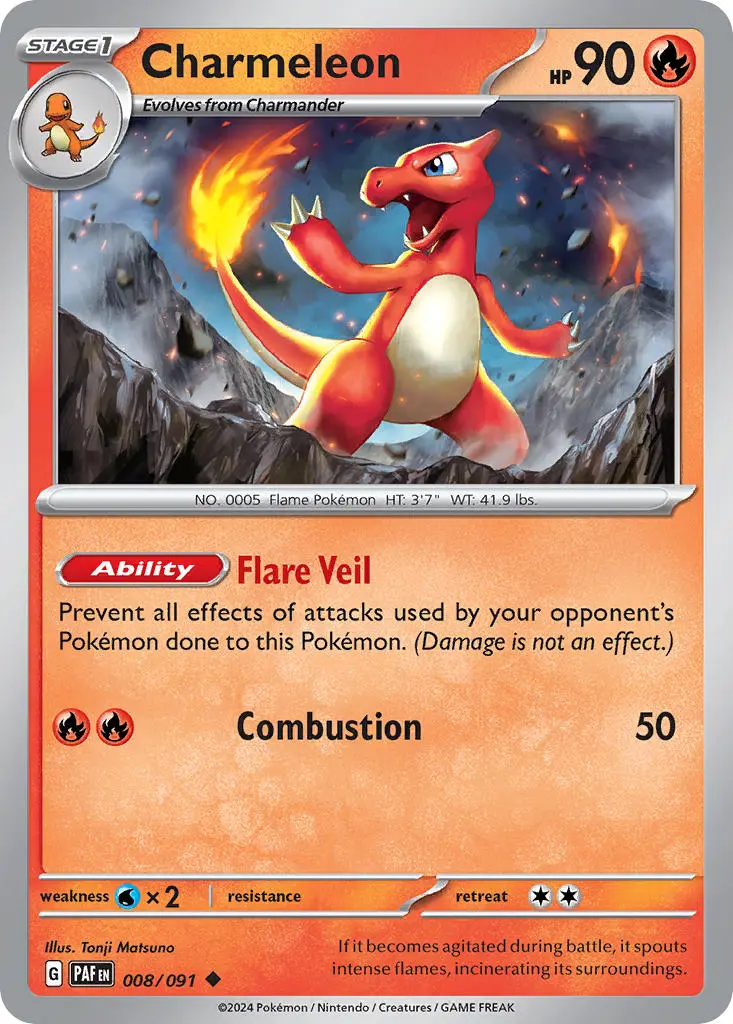 STAGE1
Charmeleon
HP 90
Evolves from Charmander
NO. 0005 Flame Pokémon HT: 3'7" WT: 41.9 lbs.
Ability Flare Veil
Prevent all effects of attacks used by your opponent's
Pokémon done to this Pokémon. (Damage is not an effect.)
Combustion 50
weakness ×2 resistance retreat
Illus. Tonji Matsuno
If it becomes agitated during battle, it spouts
intense flames, incinerating its surroundings.
G PAF EN 008/091
©2024 Pokémon / Nintendo / Creatures / GAME FREAK